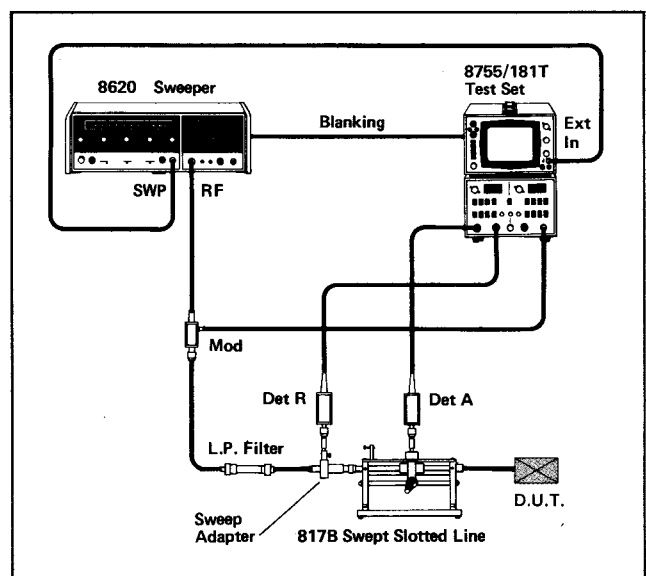 8620 Sweeper
8755/181T
Test Set
Blanking
Ext
In
SWP
RF
Mod
Det R
Det A
L.P. Filter
D.U.T.
Sweep
Adapter
817B Swept Slotted Line